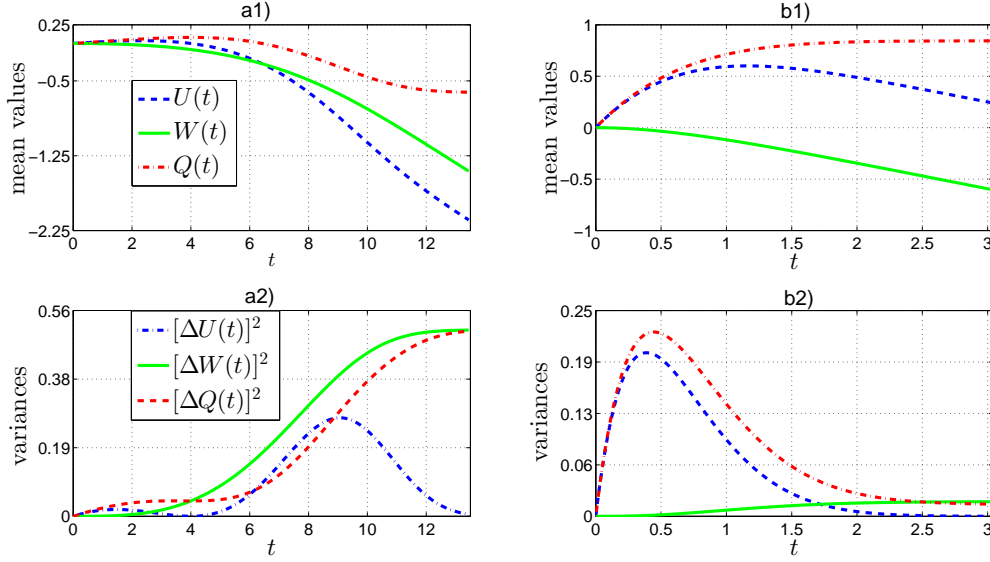 a1)
0.25
-0.5
-1.25
-2.25
mean values
U(t)
W(t)
Q(t)
0 2 4 6 8 10 12
t
b1)
1
0.5
0
−0.5
−1
mean values
0 0.5 1 1.5 2 2.5 3
t
a2)
0.56
0.38
0.19
0
variances
[ΔU(t)]²
[ΔW(t)]²
[ΔQ(t)]²
0 2 4 6 8 10 12
t
b2)
0.25
0.19
0.13
0.06
0
variances
0 0.5 1 1.5 2 2.5 3
t